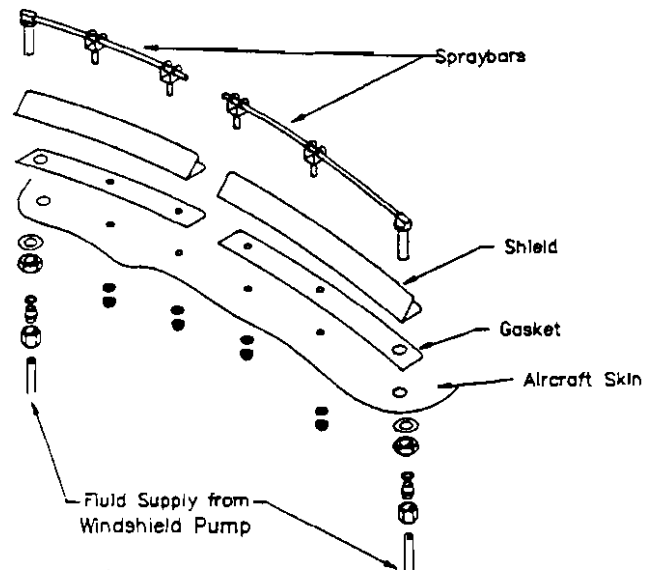 Spraybars
Shield
Gasket
Aircraft Skin
Fluid Supply from
Windshield Pump